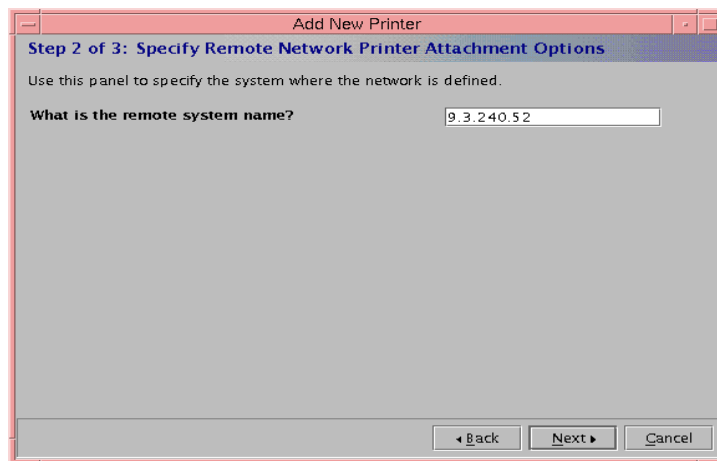 Add New Printer
Step 2 of 3: Specify Remote Network Printer Attachment Options
Use this panel to specify the system where the network is defined.
What is the remote system name? 9.3.240.52
Back Next Cancel